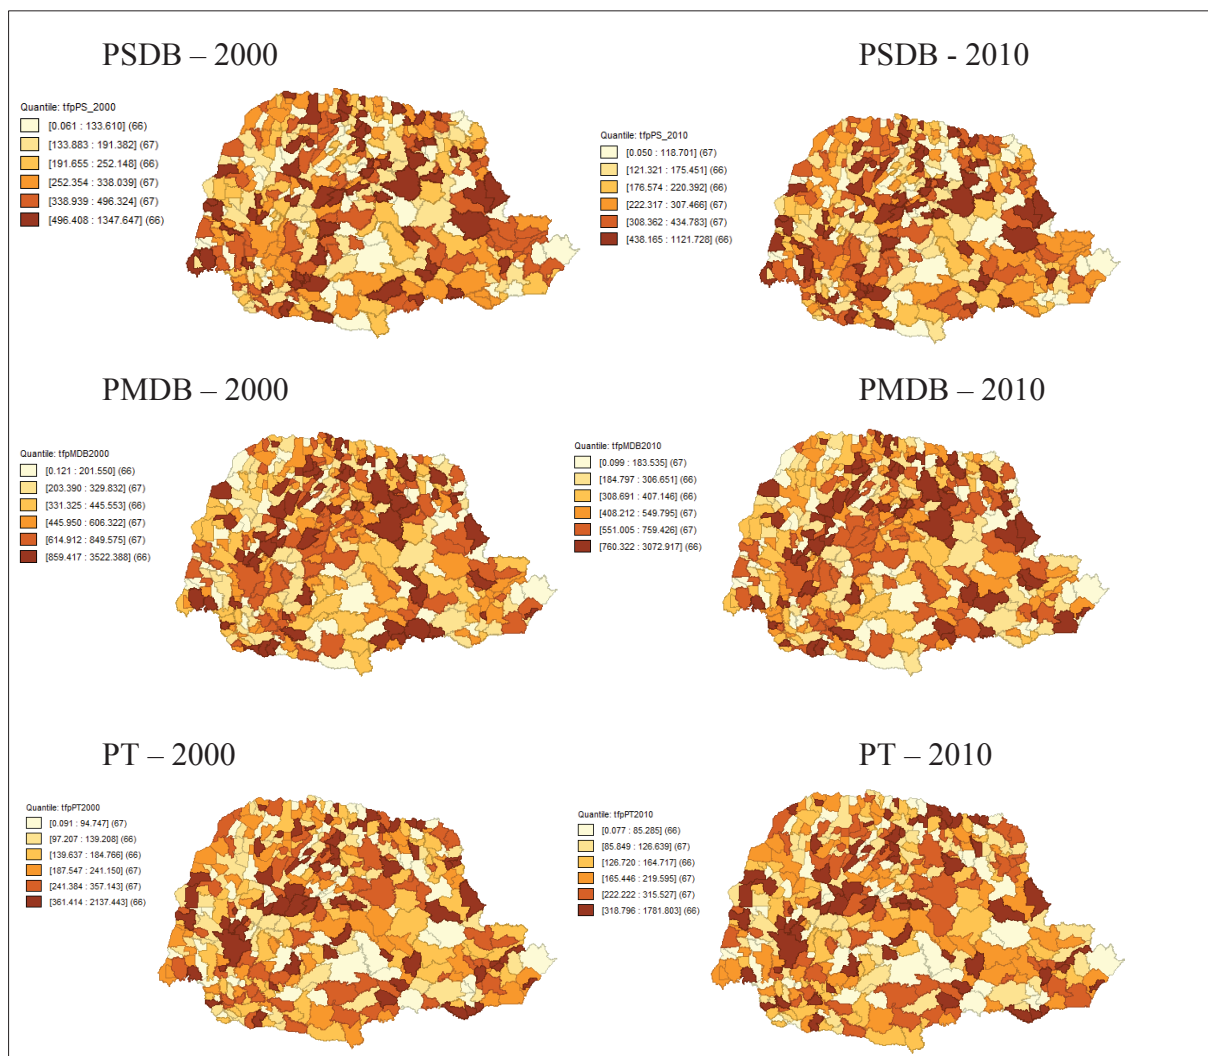 PSDB – 2000
PSDB - 2010
Quantile: tfpPS_2000
[0.061 : 133.610] (66)
[133.883 : 191.382] (67)
[191.655 : 252.148] (66)
[252.354 : 338.039] (67)
[338.939 : 496.324] (67)
[496.408 : 1347.647] (66)
Quantile: tfpPS_2010
[0.050 : 118.701] (67)
[121.321 : 175.451] (66)
[176.574 : 220.392] (66)
[222.317 : 307.466] (67)
[308.362 : 434.783] (67)
[438.165 : 1121.728] (66)
PMDB – 2000
PMDB – 2010
Quantile: tfpMDB2000
[0.121 : 201.550] (66)
[203.390 : 329.832] (67)
[331.325 : 445.553] (66)
[445.950 : 606.322] (67)
[614.912 : 849.575] (67)
[859.417 : 3522.388] (66)
Quantile: tfpMDB2010
[0.099 : 183.535] (67)
[184.797 : 306.651] (66)
[308.691 : 407.146] (66)
[408.212 : 549.795] (67)
[551.005 : 759.426] (67)
[760.322 : 3072.917] (66)
PT – 2000
PT – 2010
Quantile: tfpPT2000
[0.091 : 94.747] (67)
[97.207 : 139.208] (66)
[139.637 : 184.766] (66)
[187.547 : 241.150] (67)
[241.384 : 357.143] (67)
[361.414 : 2137.443] (66)
Quantile: tfpPT2010
[0.077 : 85.285] (66)
[85.849 : 126.639] (67)
[126.720 : 164.717] (66)
[165.446 : 219.595] (67)
[222.222 : 315.527] (67)
[318.796 : 1781.803] (66)